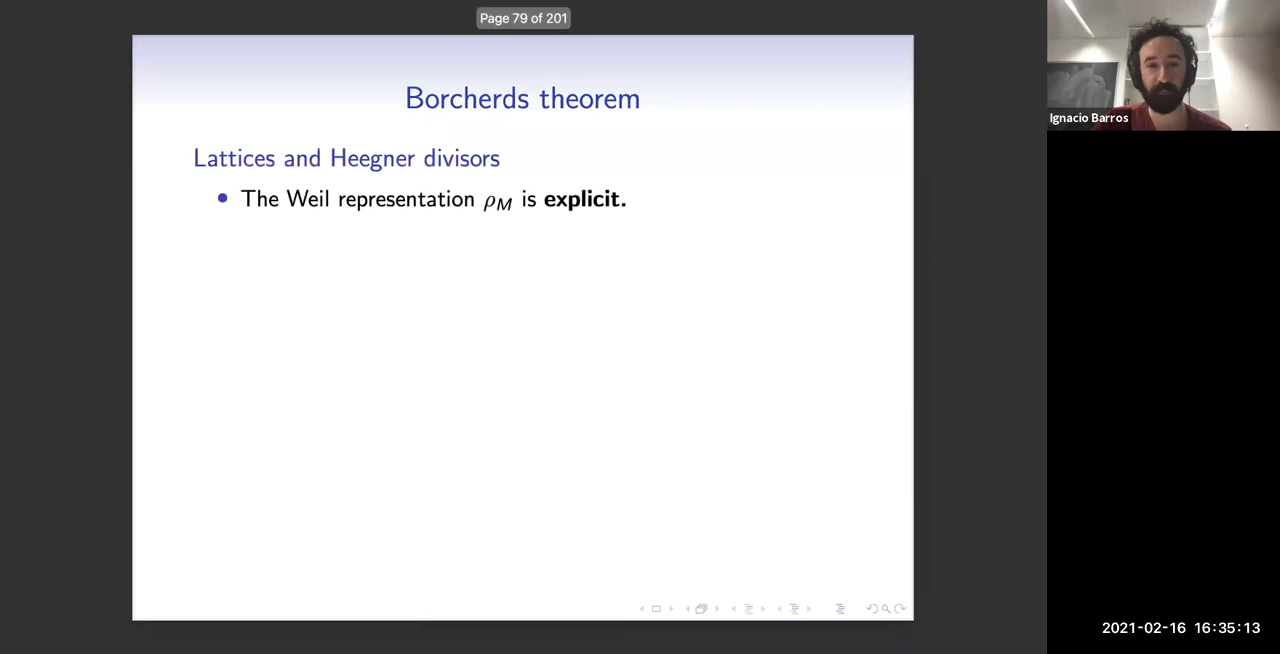 Page 79 of 201
Borcherds theorem
Lattices and Heegner divisors
• The Weil representation ρ_M is explicit.
Ignacio Barros
2021-02-16 16:35:13